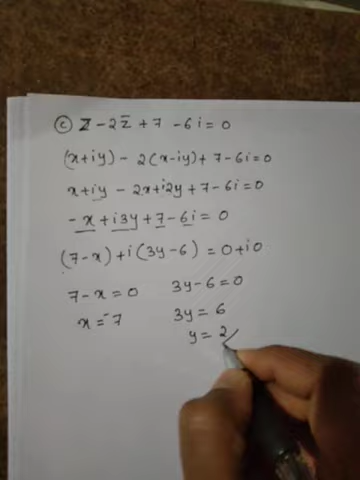 (c) Z - 2z̄ + 7 - 6i = 0
(x+iy) - 2(x-iy) + 7 - 6i = 0
x+iy - 2x+i2y + 7 - 6i = 0
-x + i3y + 7 - 6i = 0
(7-x) + i(3y-6) = 0+i0
7-x = 0 3y-6 = 0
x = -7 3y = 6
y = 2